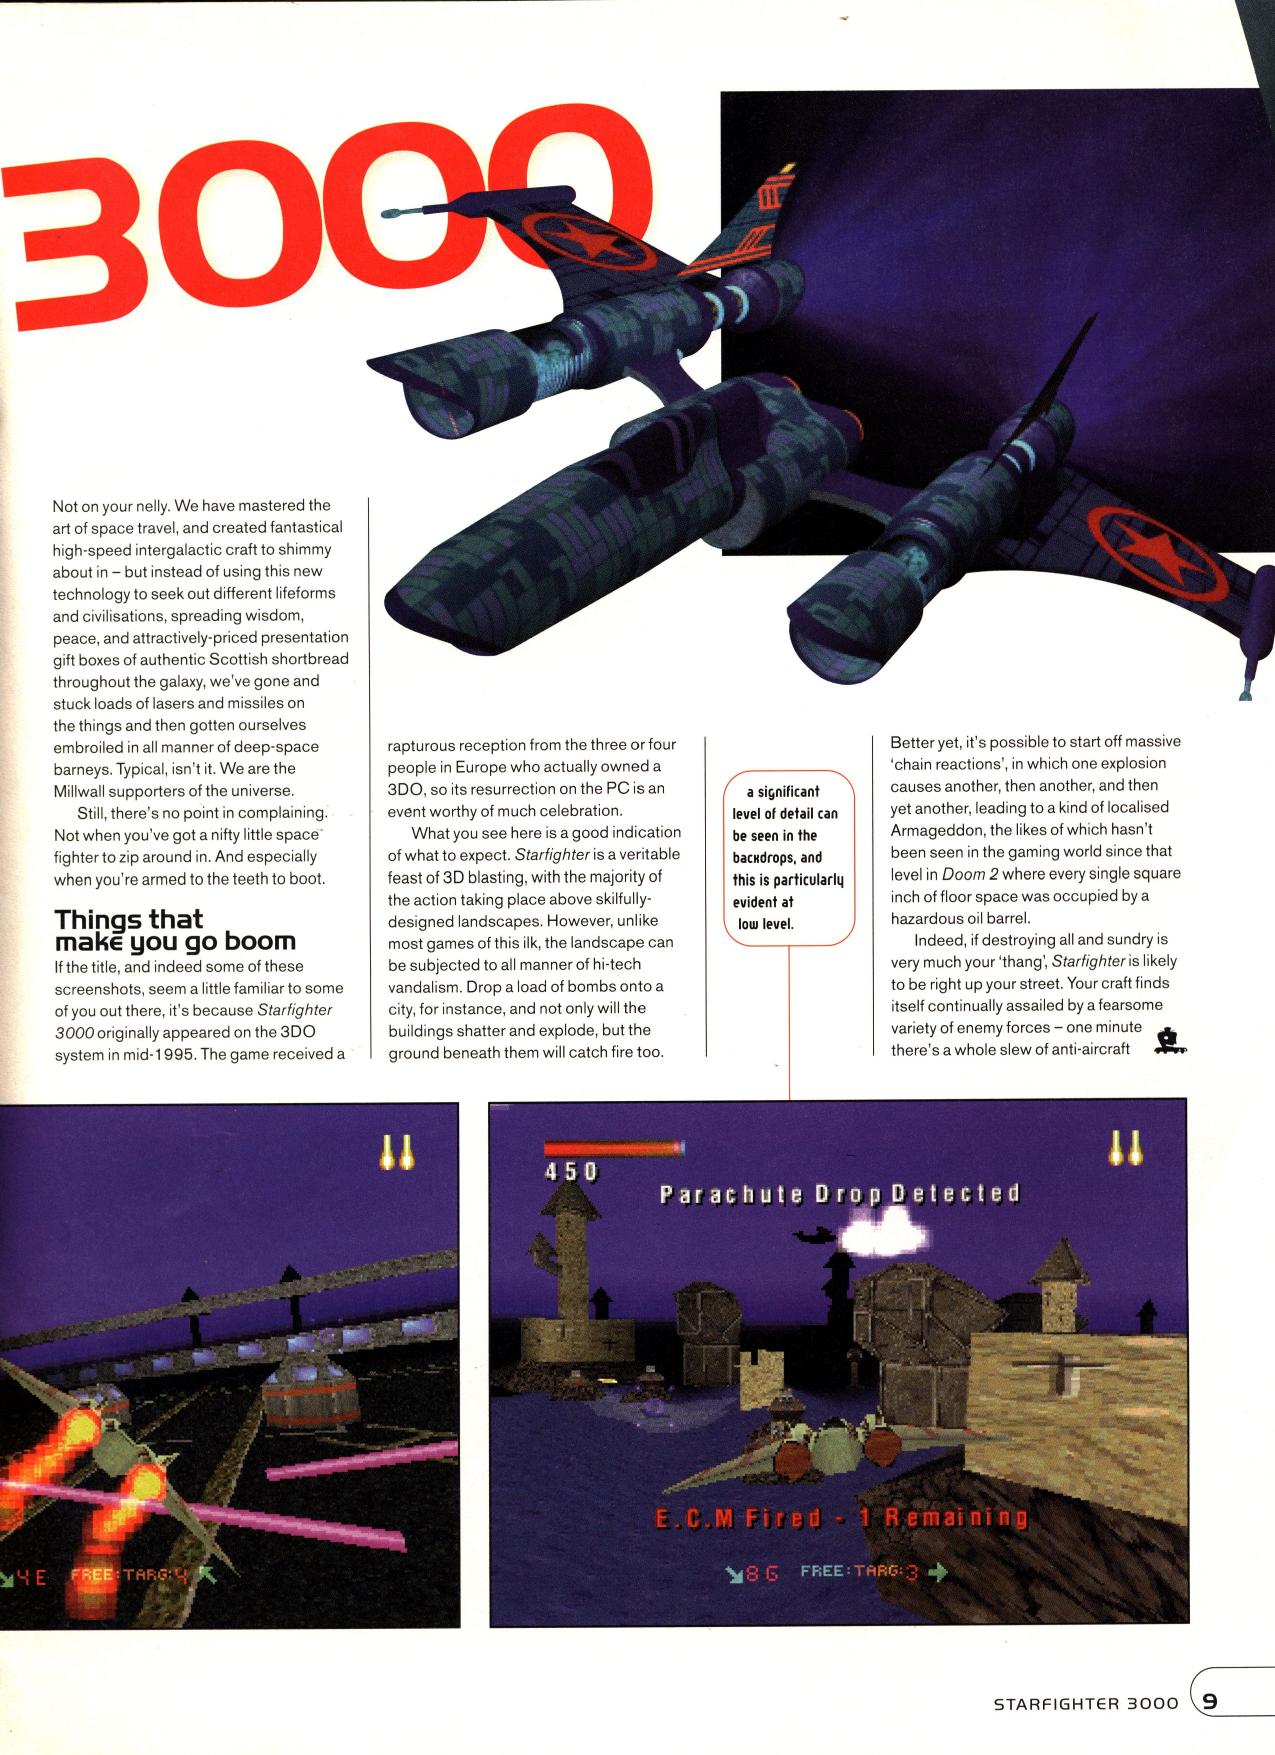 3000
Not on your nelly. We have mastered the
art of space travel, and created fantastical
high-speed intergalactic craft to shimmy
about in – but instead of using this new
technology to seek out different lifeforms
and civilisations, spreading wisdom,
peace, and attractively-priced presentation
gift boxes of authentic Scottish shortbread
throughout the galaxy, we've gone and
stuck loads of lasers and missiles on
the things and then gotten ourselves
embroiled in all manner of deep-space
barneys. Typical, isn't it. We are the
Millwall supporters of the universe.
Still, there's no point in complaining.
Not when you've got a nifty little space
fighter to zip around in. And especially
when you're armed to the teeth to boot.
Things that
make you go boom
If the title, and indeed some of these
screenshots, seem a little familiar to some
of you out there, it's because Starfighter
3000 originally appeared on the 3DO
system in mid-1995. The game received a
rapturous reception from the three or four
people in Europe who actually owned a
3DO, so its resurrection on the PC is an
event worthy of much celebration.
What you see here is a good indication
of what to expect. Starfighter is a veritable
feast of 3D blasting, with the majority of
the action taking place above skilfully-
designed landscapes. However, unlike
most games of this ilk, the landscape can
be subjected to all manner of hi-tech
vandalism. Drop a load of bombs onto a
city, for instance, and not only will the
buildings shatter and explode, but the
ground beneath them will catch fire too.
a significant
level of detail can
be seen in the
backdrops, and
this is particularly
evident at
low level.
Better yet, it's possible to start off massive
'chain reactions', in which one explosion
causes another, then another, and then
yet another, leading to a kind of localised
Armageddon, the likes of which hasn't
been seen in the gaming world since that
level in Doom 2 where every single square
inch of floor space was occupied by a
hazardous oil barrel.
Indeed, if destroying all and sundry is
very much your 'thang', Starfighter is likely
to be right up your street. Your craft finds
itself continually assailed by a fearsome
variety of enemy forces – one minute
there's a whole slew of anti-aircraft
4E FREE:TARG:4
450
Parachute Drop Detected
E.C.M Fired - 1 Remaining
8G FREE:TARG:3
STARFIGHTER 3000 9